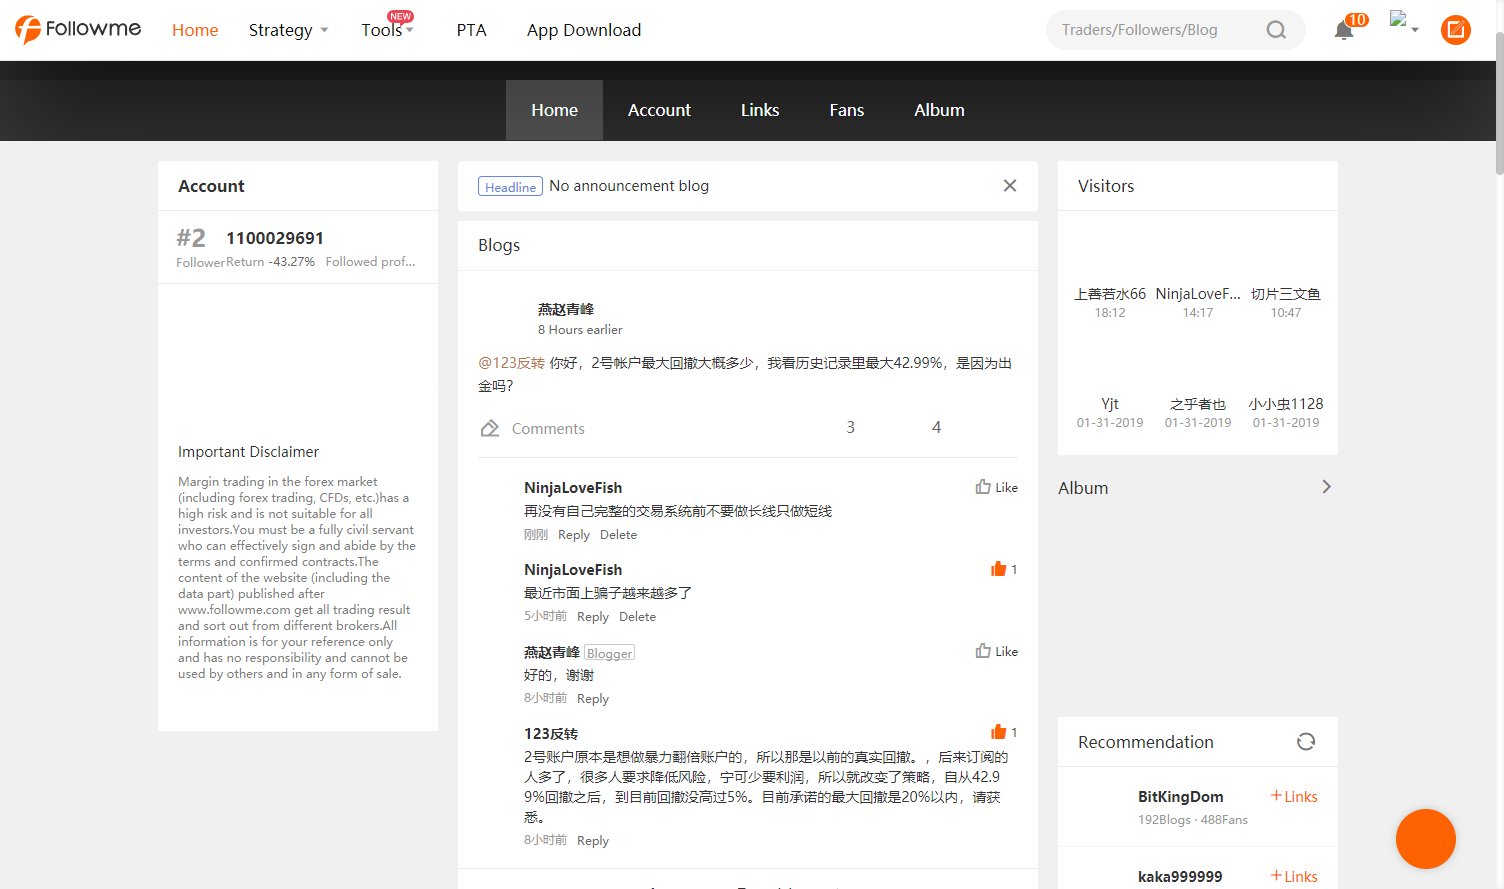 Followme
Home
Strategy
Tools
NEW
PTA
App Download
Traders/Followers/Blog
10
Home
Account
Links
Fans
Album
Account
#2
1100029691
Follower
Return -43.27%
Followed prof...
Important Disclaimer
Margin trading in the forex market
(including forex trading, CFDs, etc.)has a
high risk and is not suitable for all
investors.You must be a fully civil servant
who can effectively sign and abide by the
terms and confirmed contracts.The
content of the website (including the
data part) published after
www.followme.com get all trading result
and sort out from different brokers.All
information is for your reference only
and has no responsibility and cannot be
used by others and in any form of sale.
Headline No announcement blog
Blogs
燕赵青峰
8 Hours earlier
@123反转 你好，2号帐户最大回撤大概多少，我看历史记录里最大42.99%，是因为出
金吗?
Comments
3
4
NinjaLoveFish
Like
再没有自己完整的交易系统前不要做长线只做短线
刚刚 Reply Delete
NinjaLoveFish
1
最近市面上骗子越来越多了
5小时前 Reply Delete
燕赵青峰 Blogger
Like
好的，谢谢
8小时前 Reply
123反转
1
2号账户原本是想做暴力翻倍账户的，所以那是以前的真实回撤。，后来订阅的
人多了，很多人要求降低风险，宁可少要利润，所以就改变了策略，自从42.9
9%回撤之后，到目前回撤没高过5%。目前承诺的最大回撤是20%以内，请获
悉。
8小时前 Reply
Visitors
上善若水66 NinjaLoveF... 切片三文鱼
18:12 14:17 10:47
Yjt 之乎者也 小小虫1128
01-31-2019 01-31-2019 01-31-2019
Album
Recommendation
BitKingDom
+Links
192Blogs · 488Fans
kaka999999
+Links